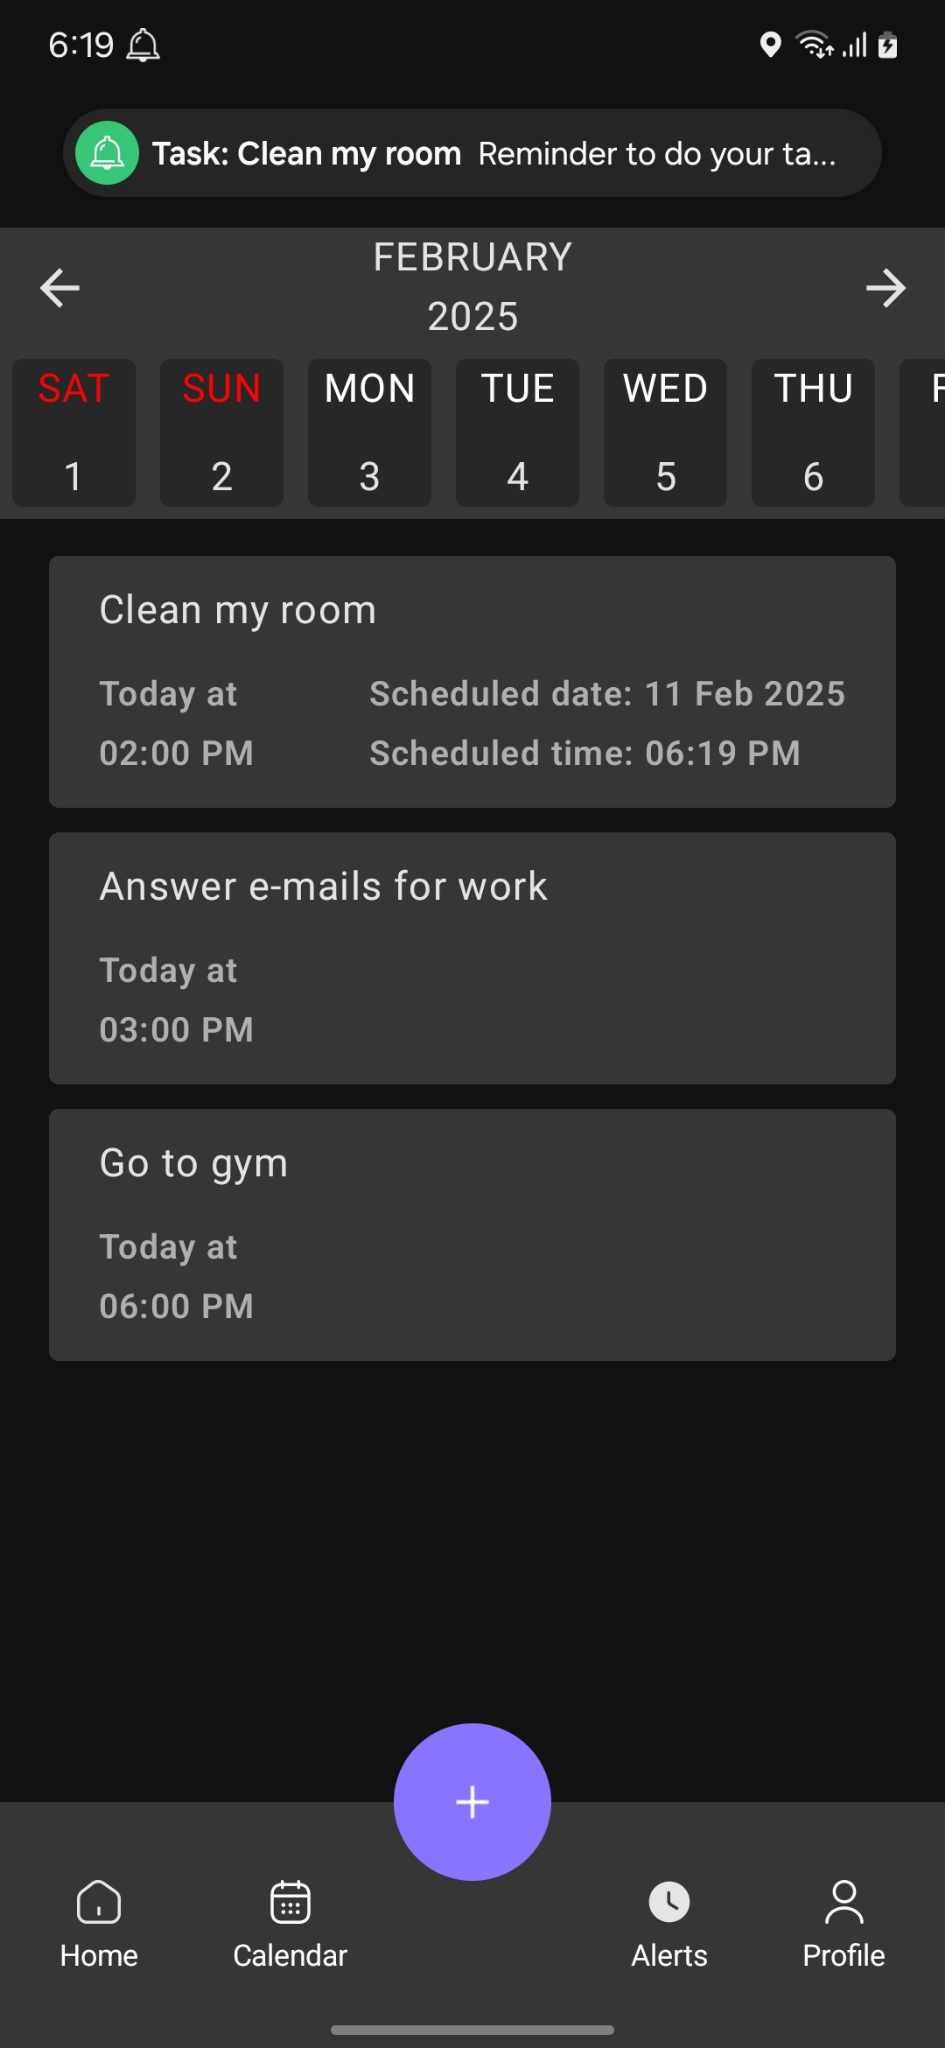 6:19
Task: Clean my room Reminder to do your ta...
FEBRUARY
2025
SAT SUN MON TUE WED THU F
1 2 3 4 5 6
Clean my room
Today at
02:00 PM
Scheduled date: 11 Feb 2025
Scheduled time: 06:19 PM
Answer e-mails for work
Today at
03:00 PM
Go to gym
Today at
06:00 PM
+
Home Calendar Alerts Profile